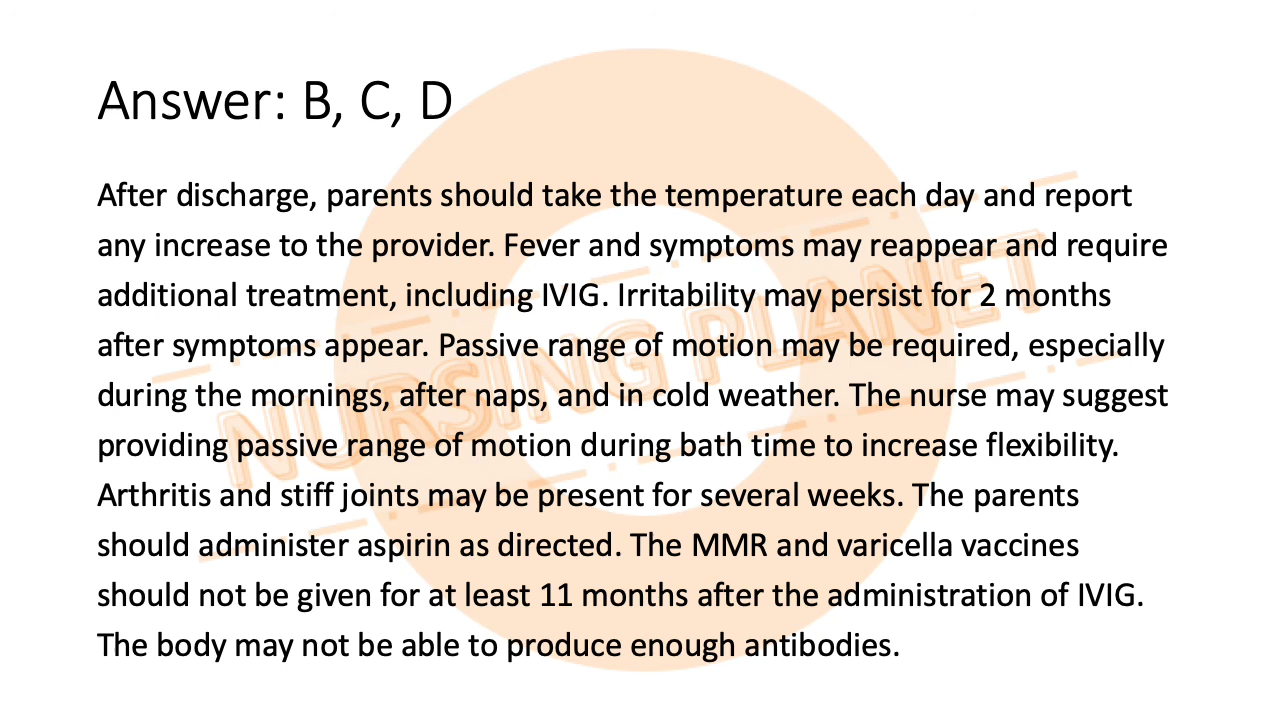 Answer: B, C, D
After discharge, parents should take the temperature each day and report
any increase to the provider. Fever and symptoms may reappear and require
additional treatment, including IVIG. Irritability may persist for 2 months
after symptoms appear. Passive range of motion may be required, especially
during the mornings, after naps, and in cold weather. The nurse may suggest
providing passive range of motion during bath time to increase flexibility.
Arthritis and stiff joints may be present for several weeks. The parents
should administer aspirin as directed. The MMR and varicella vaccines
should not be given for at least 11 months after the administration of IVIG.
The body may not be able to produce enough antibodies.
NURSING PLANET